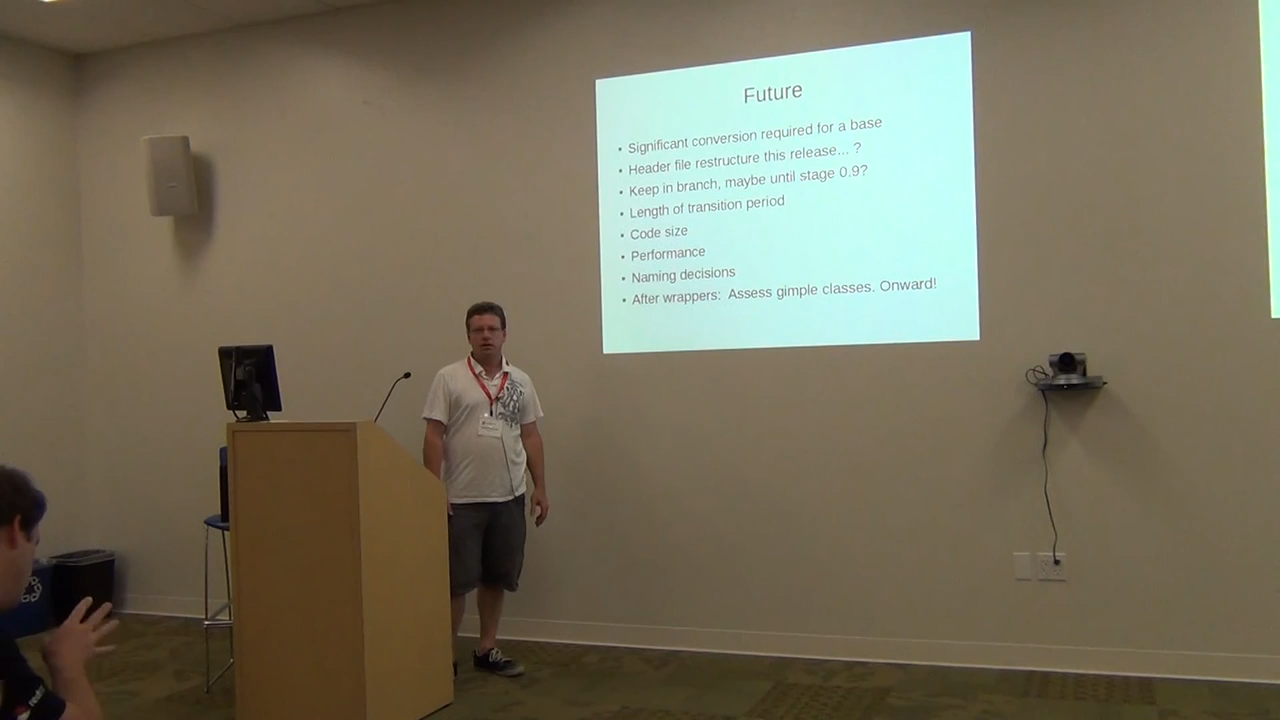 Future
• Significant conversion required for a base
• Header file restructure this release... ?
• Keep in branch, maybe until stage 0.9?
• Length of transition period
• Code size
• Performance
• Naming decisions
• After wrappers: Assess gimple classes. Onward!